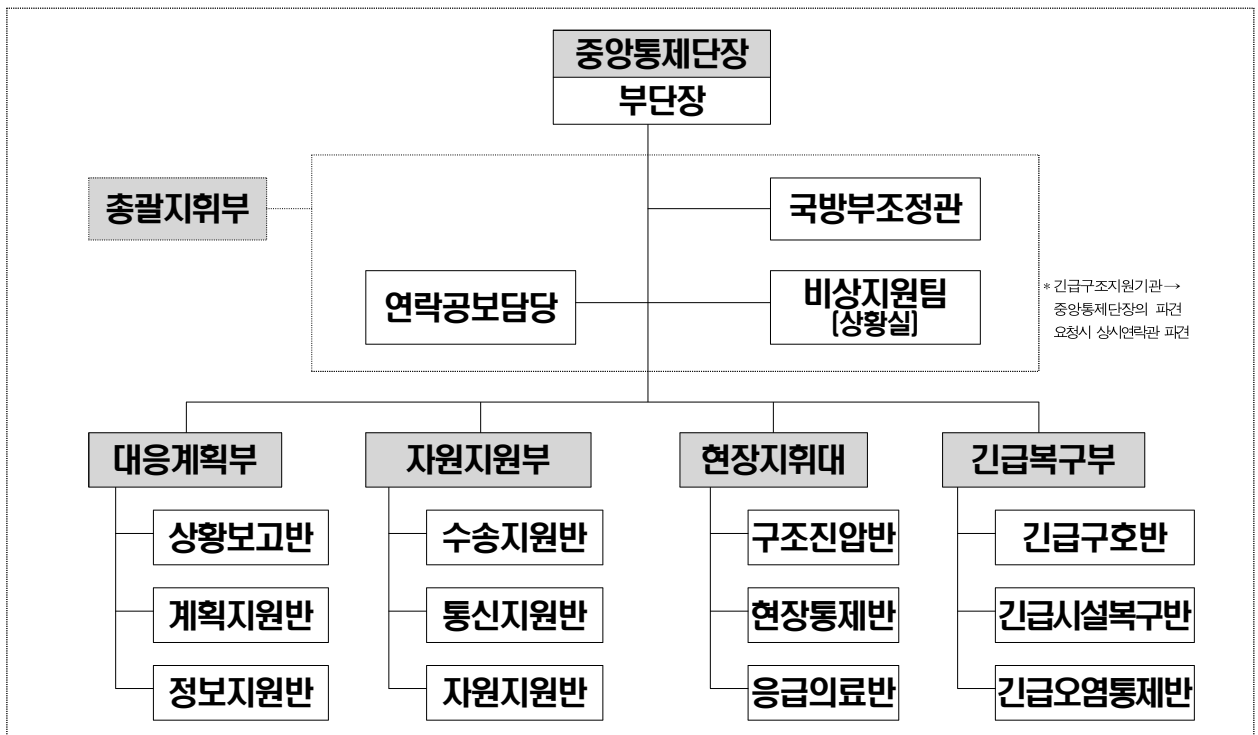 중앙통제단장
부단장
총괄지휘부
국방부조정관
연락공보담당
비상지원팀
(상황실)
* 긴급구조지원기관→
중앙통제단장의 파견
요청시 상시연락관 파견
대응계획부
자원지원부
현장지휘대
긴급복구부
상황보고반
수송지원반
구조진압반
긴급구호반
계획지원반
통신지원반
현장통제반
긴급시설복구반
정보지원반
자원지원반
응급의료반
긴급오염통제반